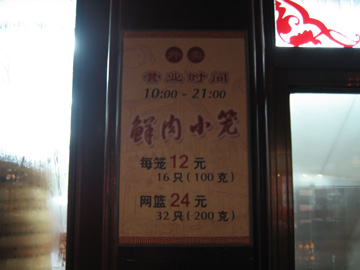 营业时间
10:00 - 21:00
鲜肉小笼
每笼 12 元
16 只 (100 克)
网篮 24 元
32 只 (200 克)